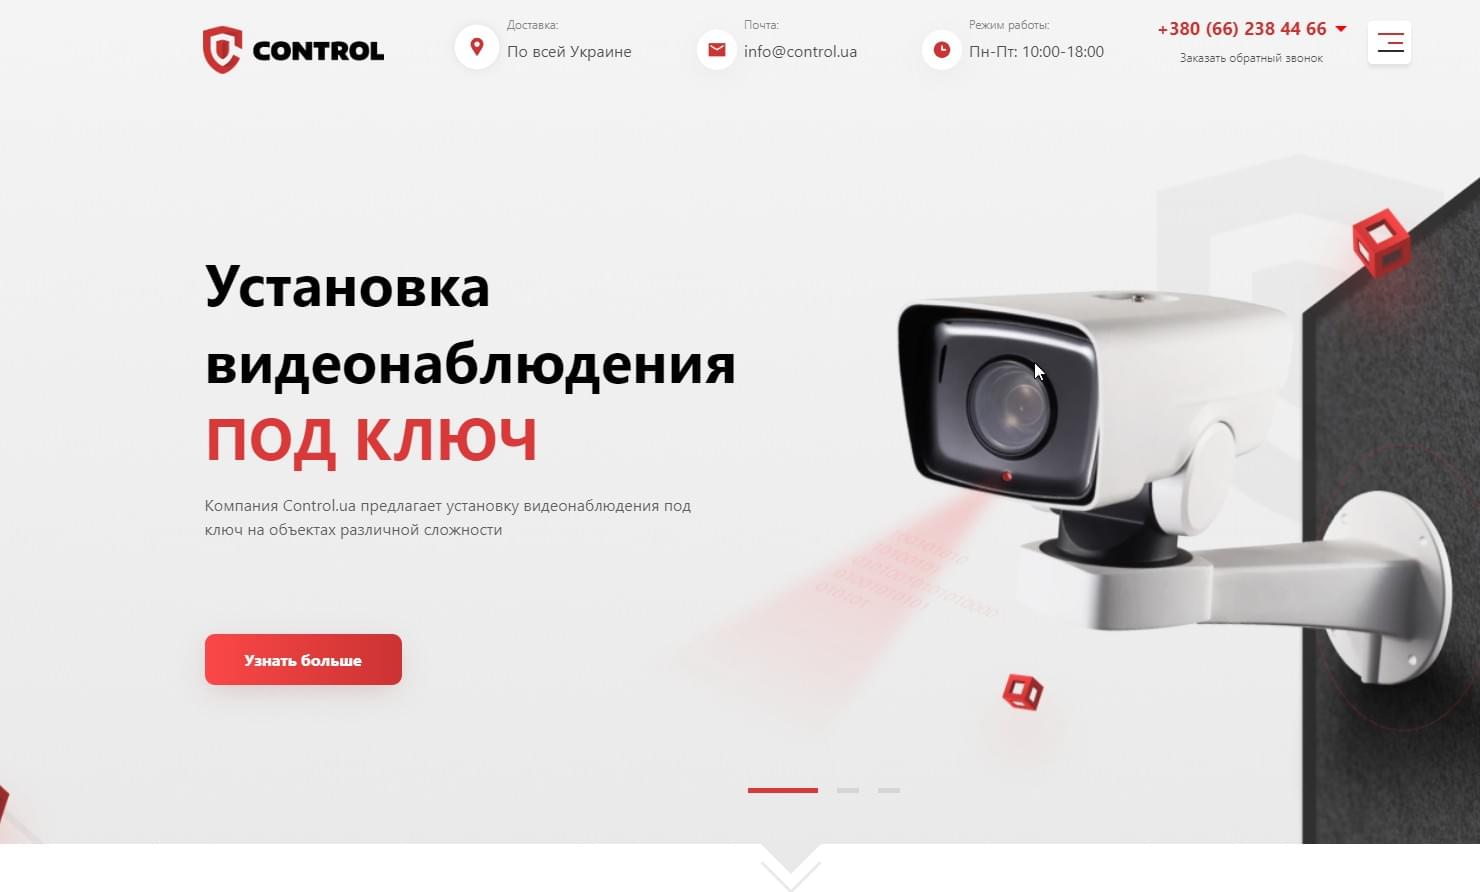 CONTROL
Доставка:
По всей Украине
Почта:
info@control.ua
Режим работы:
Пн-Пт: 10:00-18:00
+380 (66) 238 44 66
Заказать обратный звонок
Установка
видеонаблюдения
ПОД КЛЮЧ
Компания Control.ua предлагает установку видеонаблюдения под
ключ на объектах различной сложности
Узнать больше